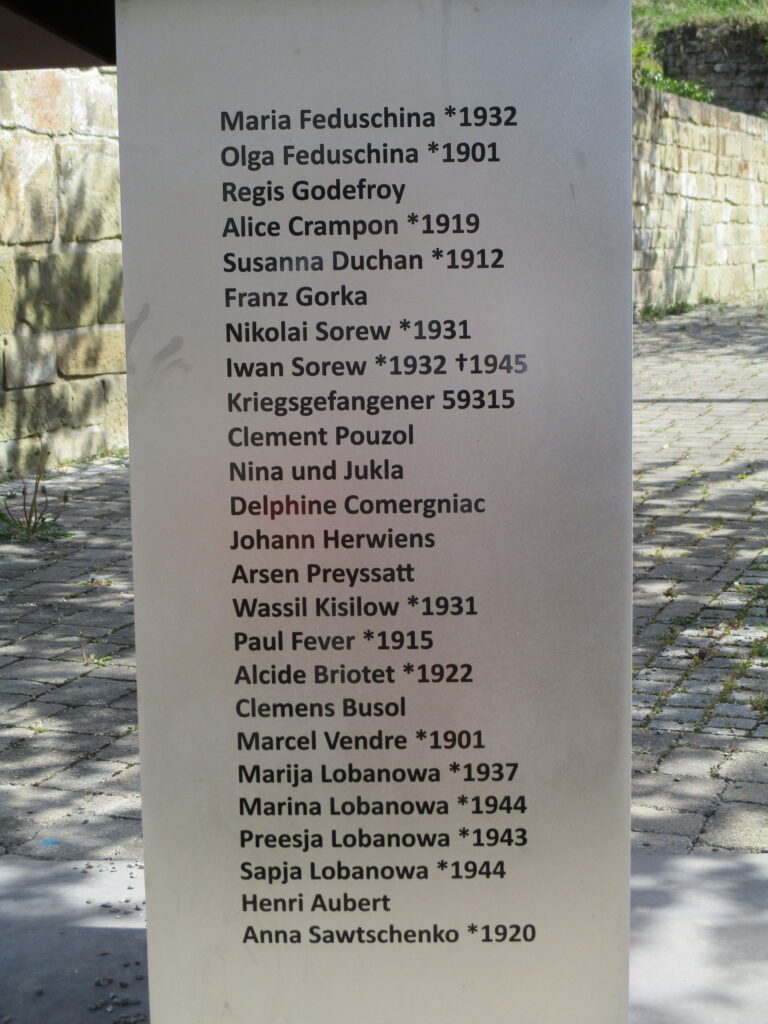 Maria Feduschina *1932
Olga Feduschina *1901
Regis Godefroy
Alice Crampon *1919
Susanna Duchan *1912
Franz Gorka
Nikolai Sorew *1931
Iwan Sorew *1932 †1945
Kriegsgefangener 59315
Clement Pouzol
Nina und Jukla
Delphine Comergniac
Johann Herwiens
Arsen Preyssatt
Wassil Kisilow *1931
Paul Fever *1915
Alcide Briotet *1922
Clemens Busol
Marcel Vendre *1901
Marija Lobanowa *1937
Marina Lobanowa *1944
Preesja Lobanowa *1943
Sapja Lobanowa *1944
Henri Aubert
Anna Sawtschenko *1920